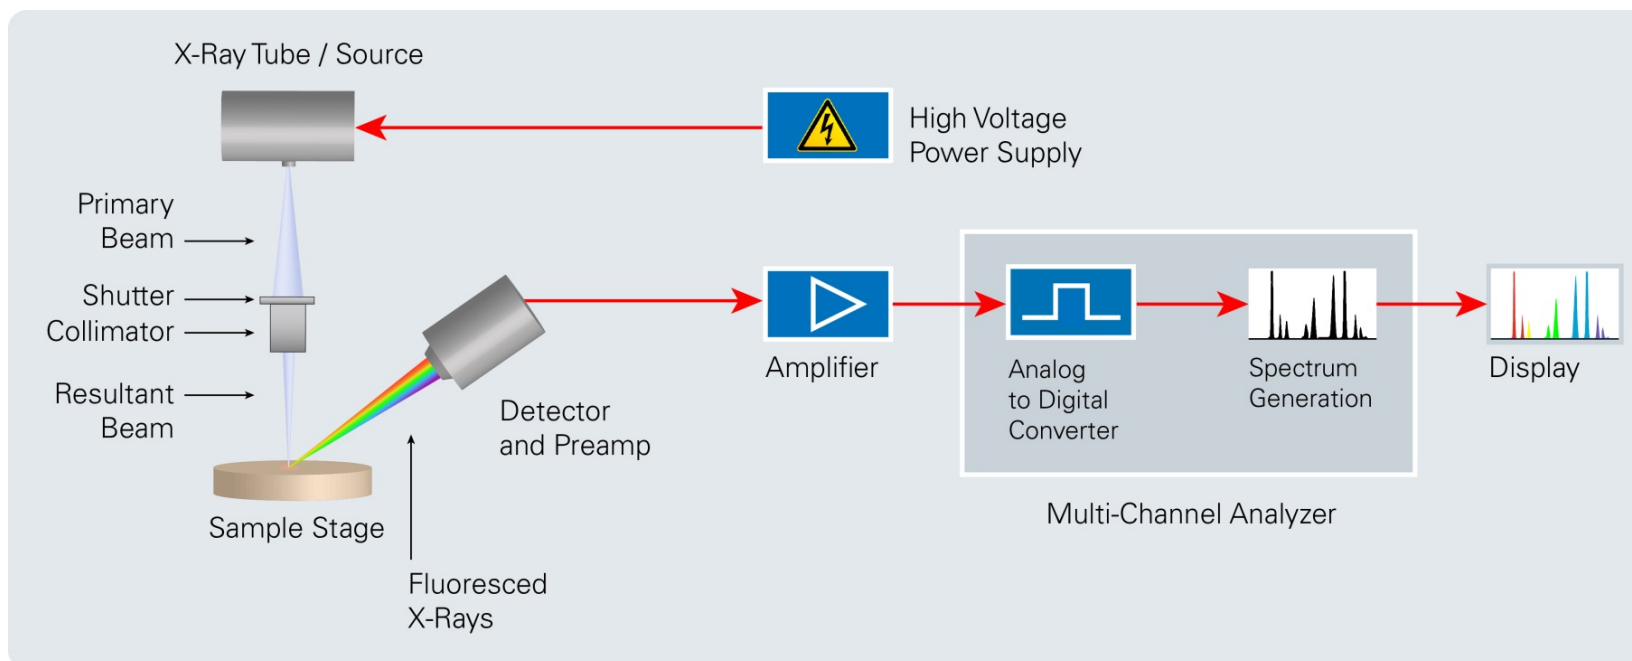 X-Ray Tube / Source
High Voltage
Power Supply
Primary
Beam
Shutter
Collimator
Resultant
Beam
Sample Stage
Fluoresced
X-Rays
Detector
and Preamp
Amplifier
Analog
to Digital
Converter
Spectrum
Generation
Multi-Channel Analyzer
Display